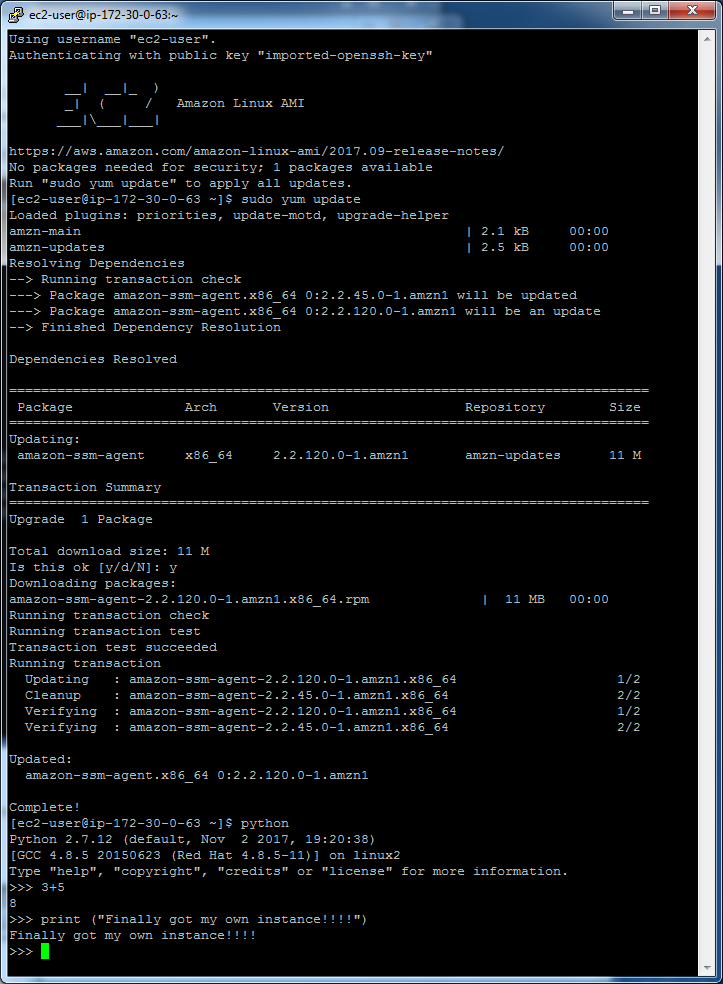 ec2-user@ip-172-30-0-63:~
Using username "ec2-user".
Authenticating with public key "imported-openssh-key"

       __|  __|_  )
       _|  (     /   Amazon Linux AMI
      ___|\___|___|

https://aws.amazon.com/amazon-linux-ami/2017.09-release-notes/
No packages needed for security; 1 packages available
Run "sudo yum update" to apply all updates.
[ec2-user@ip-172-30-0-63 ~]$ sudo yum update
Loaded plugins: priorities, update-motd, upgrade-helper
amzn-main                                                | 2.1 kB     00:00
amzn-updates                                             | 2.5 kB     00:00
Resolving Dependencies
--> Running transaction check
---> Package amazon-ssm-agent.x86_64 0:2.2.45.0-1.amzn1 will be updated
---> Package amazon-ssm-agent.x86_64 0:2.2.120.0-1.amzn1 will be an update
--> Finished Dependency Resolution

Dependencies Resolved

================================================================================
 Package              Arch       Version                 Repository        Size
================================================================================
Updating:
 amazon-ssm-agent     x86_64     2.2.120.0-1.amzn1       amzn-updates      11 M

Transaction Summary
================================================================================
Upgrade  1 Package

Total download size: 11 M
Is this ok [y/d/N]: y
Downloading packages:
amazon-ssm-agent-2.2.120.0-1.amzn1.x86_64.rpm              |  11 MB   00:00
Running transaction check
Running transaction test
Transaction test succeeded
Running transaction
  Updating   : amazon-ssm-agent-2.2.120.0-1.amzn1.x86_64                    1/2
  Cleanup    : amazon-ssm-agent-2.2.45.0-1.amzn1.x86_64                     2/2
  Verifying  : amazon-ssm-agent-2.2.120.0-1.amzn1.x86_64                    1/2
  Verifying  : amazon-ssm-agent-2.2.45.0-1.amzn1.x86_64                     2/2

Updated:
  amazon-ssm-agent.x86_64 0:2.2.120.0-1.amzn1

Complete!
[ec2-user@ip-172-30-0-63 ~]$ python
Python 2.7.12 (default, Nov  2 2017, 19:20:38)
[GCC 4.8.5 20150623 (Red Hat 4.8.5-11)] on linux2
Type "help", "copyright", "credits" or "license" for more information.
>>> 3+5
8
>>> print ("Finally got my own instance!!!!")
Finally got my own instance!!!!
>>>